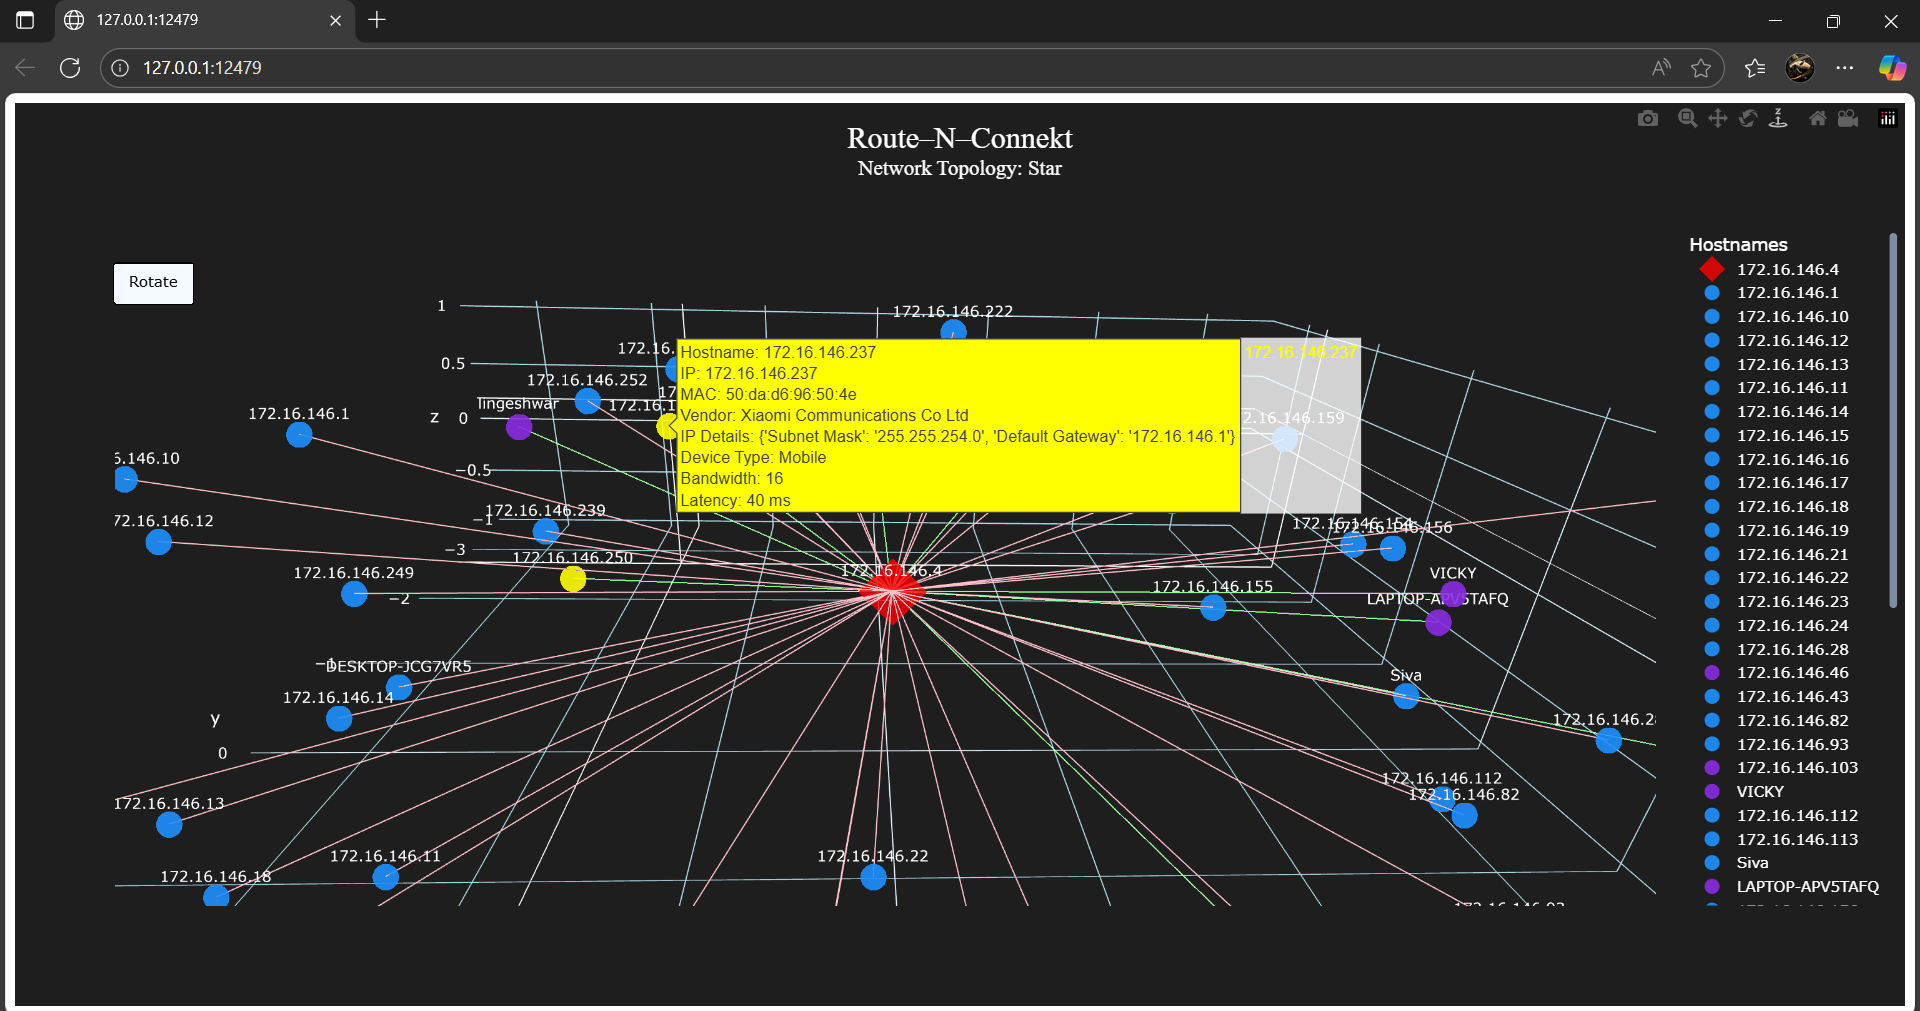 127.0.0.1:12479
127.0.0.1:12479
Route–N–Connekt
Network Topology: Star
Rotate
Hostnames
172.16.146.4
172.16.146.1
172.16.146.10
172.16.146.12
172.16.146.13
172.16.146.11
172.16.146.14
172.16.146.15
172.16.146.16
172.16.146.17
172.16.146.18
172.16.146.19
172.16.146.21
172.16.146.22
172.16.146.23
172.16.146.24
172.16.146.28
172.16.146.46
172.16.146.43
172.16.146.82
172.16.146.93
172.16.146.103
VICKY
172.16.146.112
172.16.146.113
Siva
LAPTOP-APV5TAFQ
1
0.5
z
0
−0.5
−1
−3
−2
−1
y
0
172.16.146.222
172.16.
172.16.146.252
lingeshwar
172.16.1
17
172.16.146.1
6.146.10
72.16.146.12
172.16.146.239
172.16.146.250
172.16.146.249
172.16.146.4
DESKTOP-JCG7VR5
172.16.146.14
172.16.146.13
172.16.146.11
172.16.146.18
172.16.146.22
Hostname: 172.16.146.237
IP: 172.16.146.237
MAC: 50:da:d6:96:50:4e
Vendor: Xiaomi Communications Co Ltd
IP Details: {'Subnet Mask': '255.255.254.0', 'Default Gateway': '172.16.146.1'}
Device Type: Mobile
Bandwidth: 16
Latency: 40 ms
172.16.146.237
2.16.146.159
172.16.146.154
172.16.146.156
172.16.146.155
VICKY
LAPTOP-APV5TAFQ
Siva
172.16.146.28
172.16.146.112
172.16.146.82
172.16.146.93